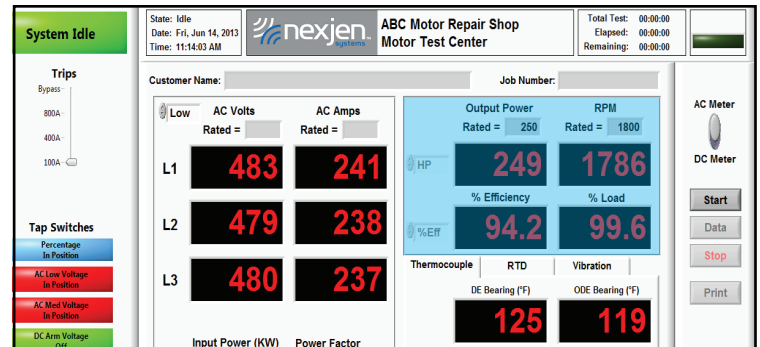 System Idle
State: Idle
Date: Fri, Jun 14, 2013
Time: 11:14:03 AM
nexjen
systems
ABC Motor Repair Shop
Motor Test Center
Total Test: 00:00:00
Elapsed: 00:00:00
Remaining: 00:00:00
Trips
Bypass
800A
400A
100A
Tap Switches
Percentage
In Position
AC Low Voltage
In Position
AC Med Voltage
In Position
DC Arm Voltage
Off
Customer Name:
Job Number:
Low
AC Volts
AC Amps
Rated =
Rated =
L1 483 241
L2 479 238
L3 480 237
Input Power (KW) Power Factor
Output Power
RPM
Rated = 250
Rated = 1800
HP 249 1786
% Efficiency
% Load
%Eff 94.2 99.6
Thermocouple RTD Vibration
DE Bearing (°F)
ODE Bearing (°F)
125 119
AC Meter
DC Meter
Start
Data
Stop
Print